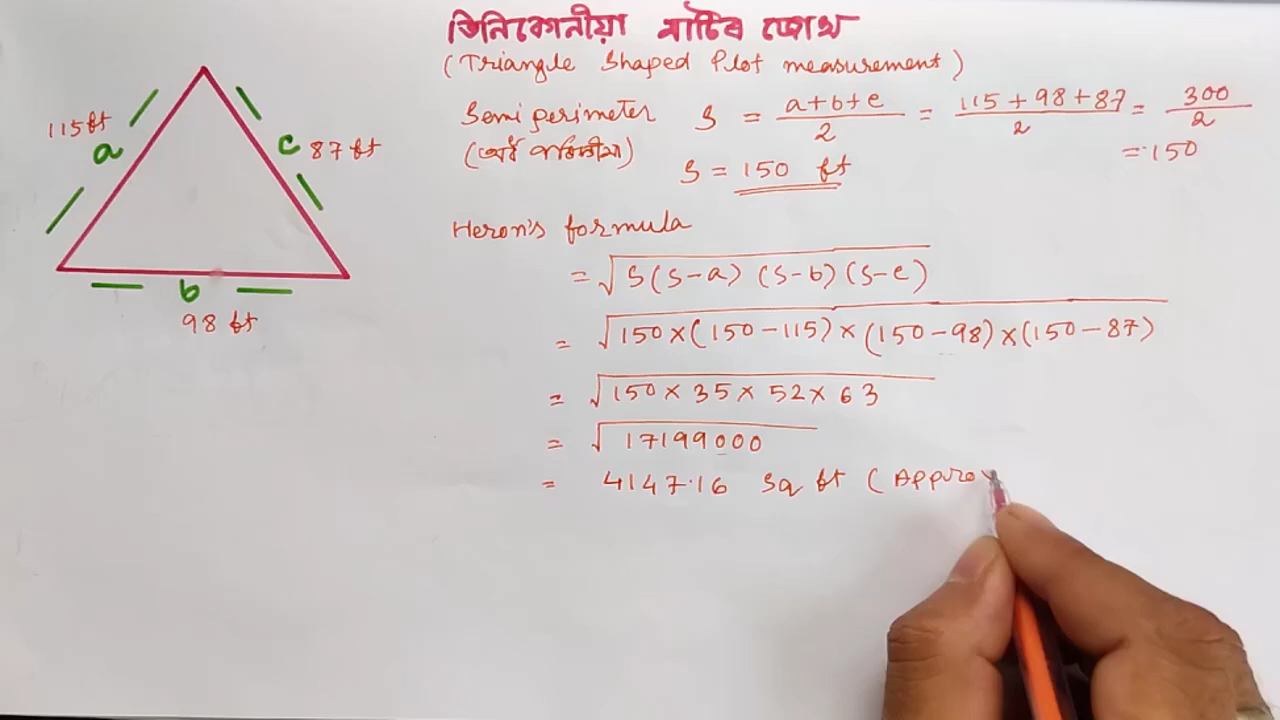 তিনিকোনীয়া মাটিৰ জোখ
(Triangle Shaped Plot measurement)
115 ft
a
c 87 ft
b
98 ft
Semi perimeter S = a+b+c/2 = 115+98+87/2 = 300/2
(অৰ্ধ পৰিসীমা) S = 150 ft = 150
Heron's formula
= √S(S-a) (S-b) (S-c)
= √150×(150-115)×(150-98)×(150-87)
= √150×35×52×63
= √17199000
= 4147.16 Sq ft (Approx